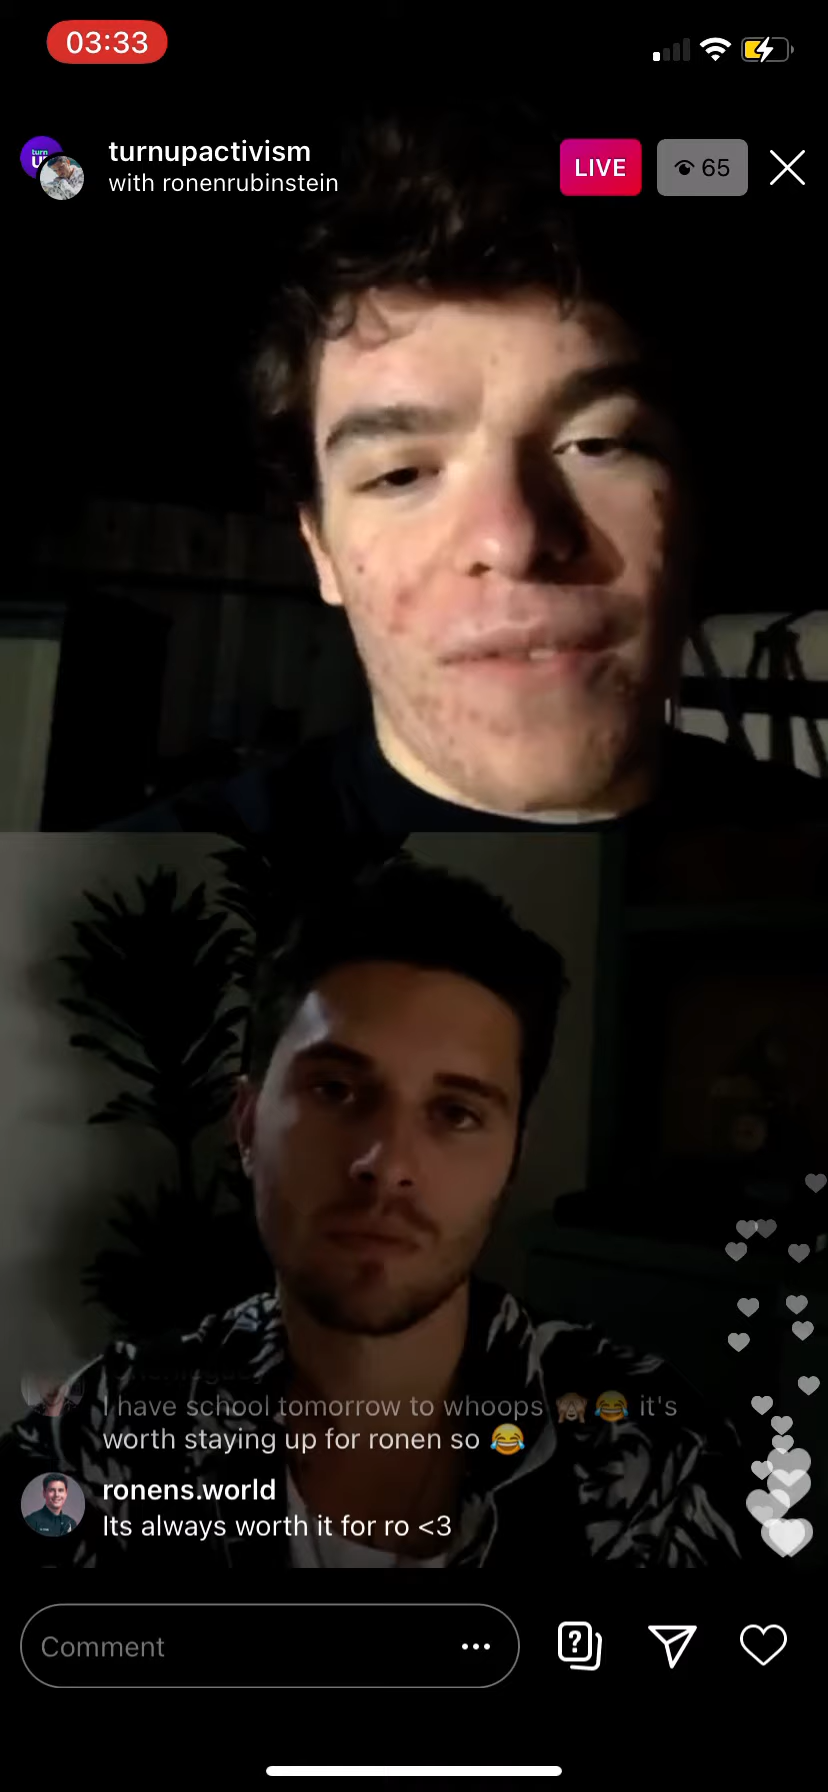 03:33
turnupactivism
with ronenrubinstein
LIVE
65
turn
I have school tomorrow to whoops 🙈😂 it's
worth staying up for ronen so 😂
ronens.world
Its always worth it for ro <3
Comment